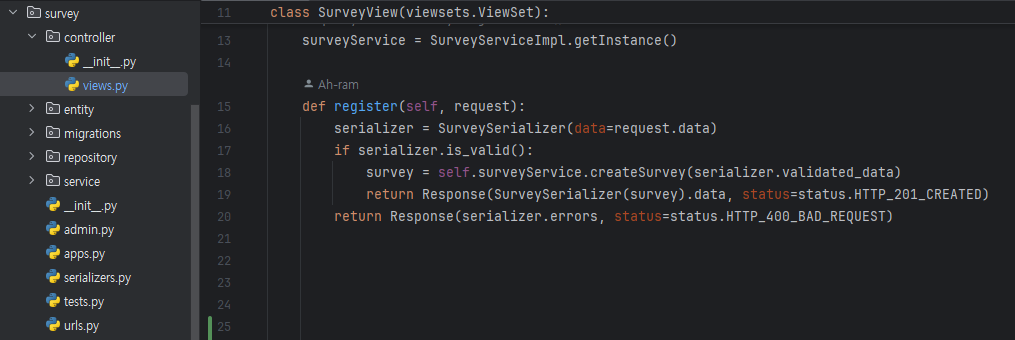 survey
controller
__init__.py
views.py
entity
migrations
repository
service
__init__.py
admin.py
apps.py
serializers.py
tests.py
urls.py
11 class SurveyView(viewsets.ViewSet):
13 surveyService = SurveyServiceImpl.getInstance()
14
Ah-ram
15 def register(self, request):
16 serializer = SurveySerializer(data=request.data)
17 if serializer.is_valid():
18 survey = self.surveyService.createSurvey(serializer.validated_data)
19 return Response(SurveySerializer(survey).data, status=status.HTTP_201_CREATED)
20 return Response(serializer.errors, status=status.HTTP_400_BAD_REQUEST)
21
22
23
24
25